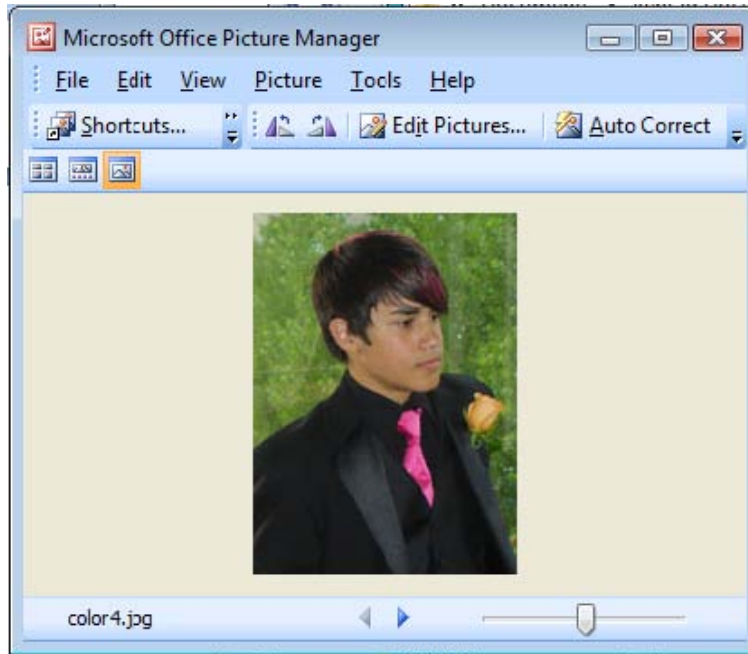 Microsoft Office Picture Manager
File Edit View Picture Tools Help
Shortcuts... Edit Pictures... Auto Correct
color4.jpg